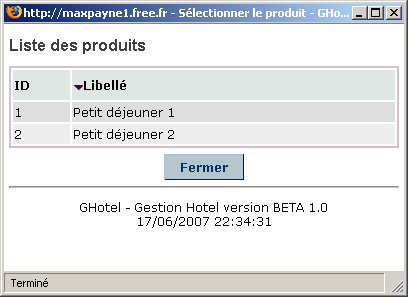 http://maxpayne1.free.fr - Sélectionner le produit - GHo...
Liste des produits
ID Libellé
1 Petit déjeuner 1
2 Petit déjeuner 2
Fermer
GHotel - Gestion Hotel version BETA 1.0
17/06/2007 22:34:31
Terminé